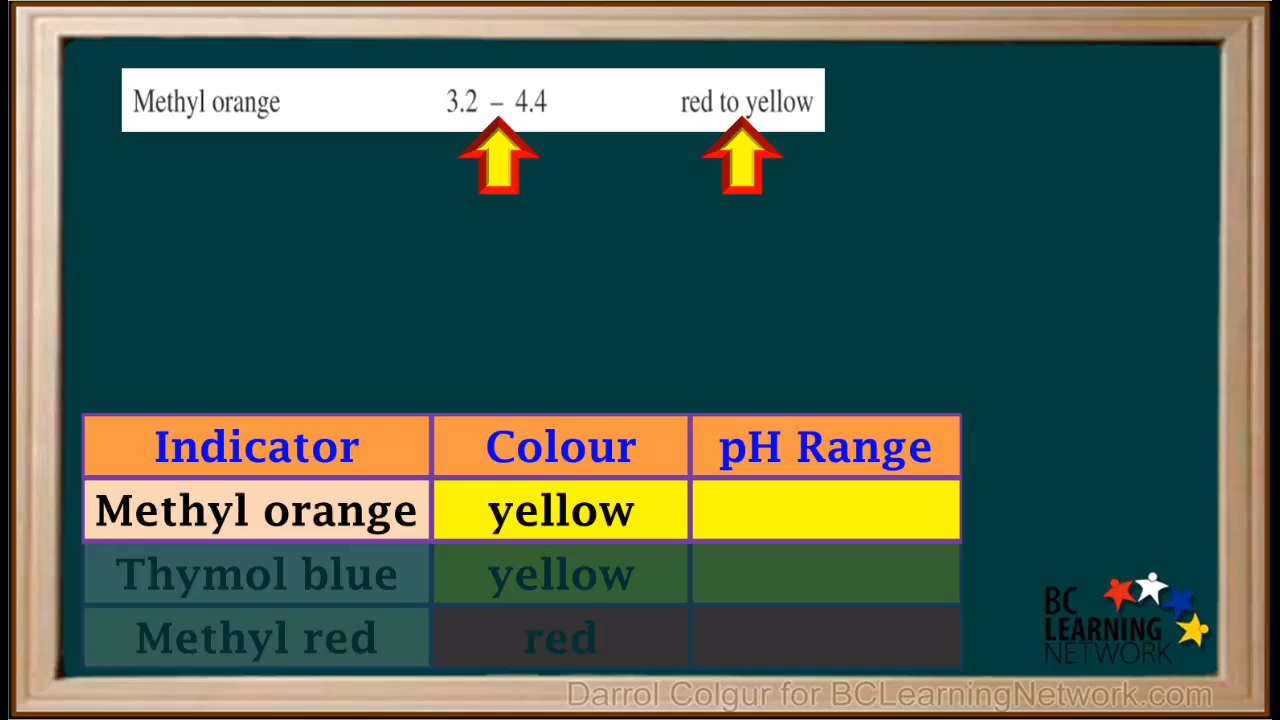 Methyl orange 3.2 – 4.4 red to yellow
Indicator Colour pH Range
Methyl orange yellow
Thymol blue yellow
Methyl red red
BC
LEARNING
NETWORK
Darrol Colgur for BCLearningNetwork.com